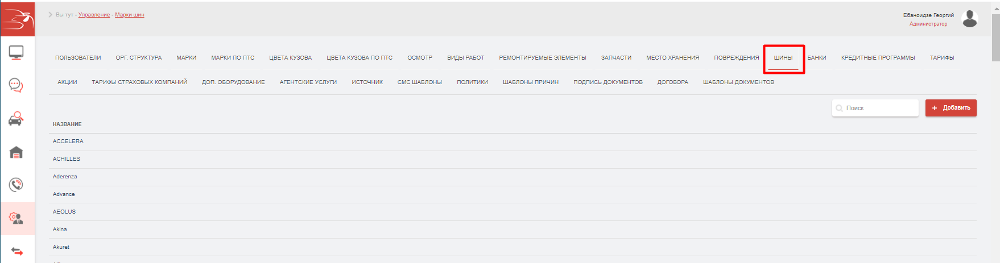 Вы тут - Управление - Марки шин
Ебаноидзе Георгий
Администратор
ПОЛЬЗОВАТЕЛИ ОРГ. СТРУКТУРА МАРКИ МАРКИ ПО ПТС ЦВЕТА КУЗОВА ЦВЕТА КУЗОВА ПО ПТС ОСМОТР ВИДЫ РАБОТ РЕМОНТИРУЕМЫЕ ЭЛЕМЕНТЫ ЗАПЧАСТИ МЕСТО ХРАНЕНИЯ ПОВРЕЖДЕНИЯ ШИНЫ БАНКИ КРЕДИТНЫЕ ПРОГРАММЫ ТАРИФЫ
АКЦИИ ТАРИФЫ СТРАХОВЫХ КОМПАНИЙ ДОП. ОБОРУДОВАНИЕ АГЕНТСКИЕ УСЛУГИ ИСТОЧНИК СМС ШАБЛОНЫ ПОЛИТИКИ ШАБЛОНЫ ПРИЧИН ПОДПИСЬ ДОКУМЕНТОВ ДОГОВОРА ШАБЛОНЫ ДОКУМЕНТОВ
Поиск + Добавить
НАЗВАНИЕ
ACCELERA
ACHILLES
Aderenza
Advance
AEOLUS
Akina
Akuret